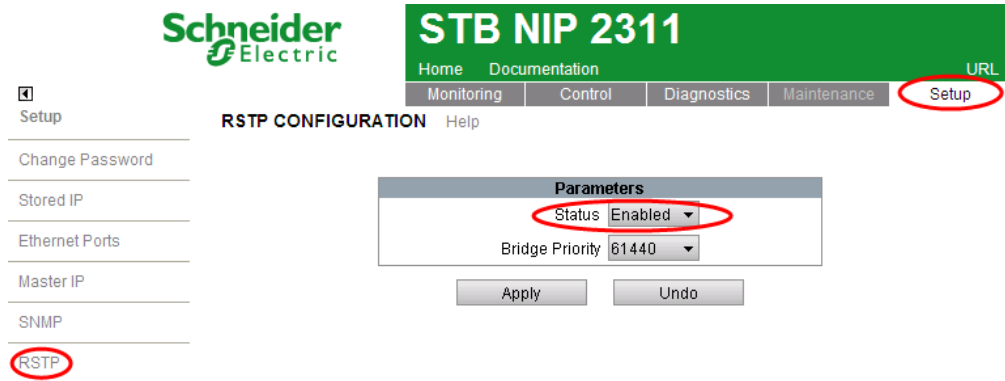 Schneider Electric
STB NIP 2311
Home Documentation URL
Monitoring Control Diagnostics Maintenance Setup
Setup
RSTP CONFIGURATION Help
Change Password
Stored IP
Ethernet Ports
Master IP
SNMP
RSTP
Parameters
Status Enabled
Bridge Priority 61440
Apply Undo